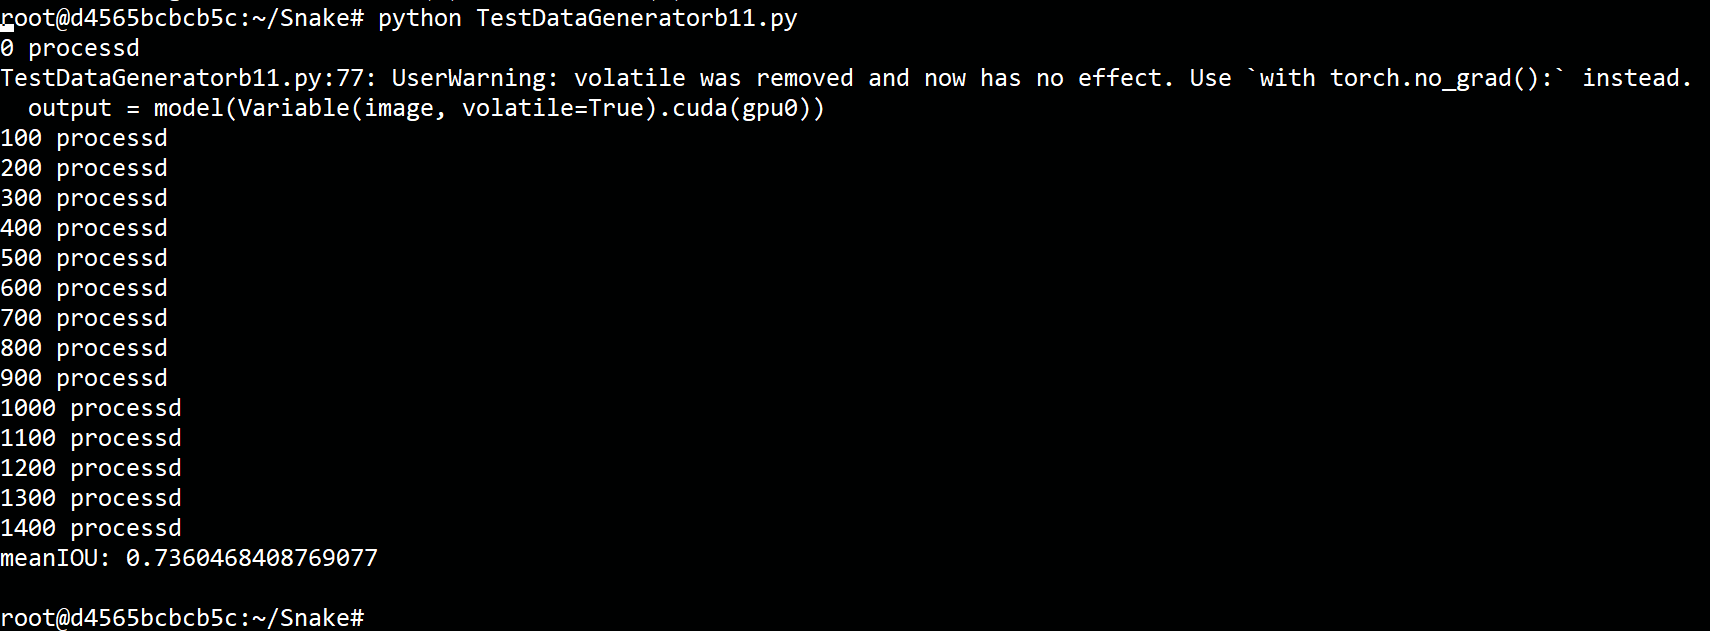 root@d4565bcbcb5c:~/Snake# python TestDataGeneratorb11.py
0 processd
TestDataGeneratorb11.py:77: UserWarning: volatile was removed and now has no effect. Use `with torch.no_grad():` instead.
  output = model(Variable(image, volatile=True).cuda(gpu0))
100 processd
200 processd
300 processd
400 processd
500 processd
600 processd
700 processd
800 processd
900 processd
1000 processd
1100 processd
1200 processd
1300 processd
1400 processd
meanIOU: 0.7360468408769077
root@d4565bcbcb5c:~/Snake#